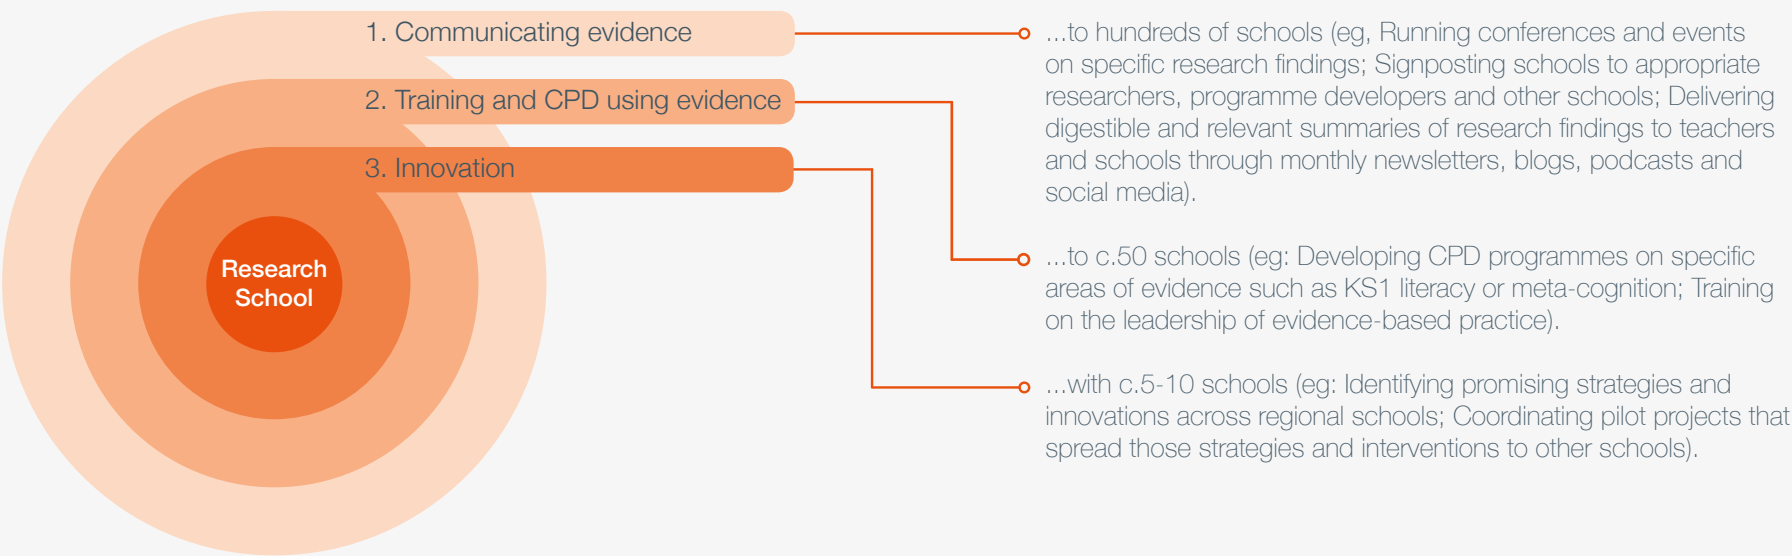 1. Communicating evidence
2. Training and CPD using evidence
3. Innovation
Research
School
...to hundreds of schools (eg, Running conferences and events
on specific research findings; Signposting schools to appropriate
researchers, programme developers and other schools; Delivering
digestible and relevant summaries of research findings to teachers
and schools through monthly newsletters, blogs, podcasts and
social media).
...to c.50 schools (eg: Developing CPD programmes on specific
areas of evidence such as KS1 literacy or meta-cognition; Training
on the leadership of evidence-based practice).
...with c.5-10 schools (eg: Identifying promising strategies and
innovations across regional schools; Coordinating pilot projects that
spread those strategies and interventions to other schools).